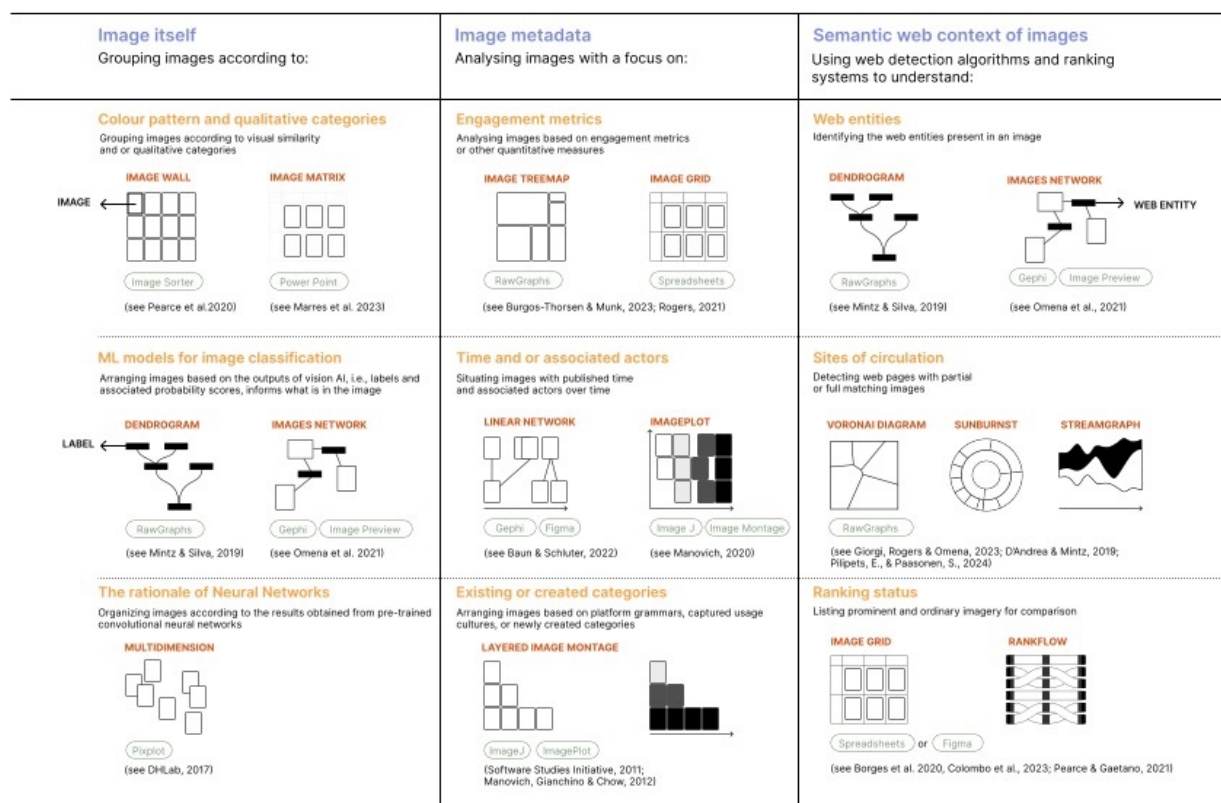 Image itself
Grouping images according to:
Image metadata
Analysing images with a focus on:
Semantic web context of images
Using web detection algorithms and ranking
systems to understand:
Colour pattern and qualitative categories
Grouping images according to visual similarity
and or qualitative categories
IMAGE WALL
IMAGE MATRIX
IMAGE
Image Sorter
Power Point
(see Pearce et al.2020)
(see Marres et al. 2023)
Engagement metrics
Analysing images based on engagement metrics
or other quantitative measures
IMAGE TREEMAP
IMAGE GRID
RawGraphs
Spreadsheets
(see Burgos-Thorsen & Munk, 2023; Rogers, 2021)
Web entities
Identifying the web entities present in an image
DENDROGRAM
IMAGES NETWORK
WEB ENTITY
RawGraphs
Gephi
Image Preview
(see Mintz & Silva, 2019)
(see Omena et al., 2021)
ML models for image classification
Arranging images based on the outputs of vision AI, i.e., labels and
associated probability scores, informs what is in the image
DENDROGRAM
IMAGES NETWORK
LABEL
RawGraphs
Gephi
Image Preview
(see Mintz & Silva, 2019)
(see Omena et al. 2021)
Time and or associated actors
Situating images with published time
and associated actors over time
LINEAR NETWORK
IMAGEPLOT
Gephi
Figma
Image J
Image Montage
(see Baun & Schluter, 2022)
(see Manovich, 2020)
Sites of circulation
Detecting web pages with partial
or full matching images
VORONAI DIAGRAM
SUNBURNST
STREAMGRAPH
RawGraphs
(see Giorgi, Rogers & Omena, 2023; D'Andrea & Mintz, 2019;
Pilipets, E., & Paasonen, S., 2024)
The rationale of Neural Networks
Organizing images according to the results obtained from pre-trained
convolutional neural networks
MULTIDIMENSION
Pixplot
(see DHLab, 2017)
Existing or created categories
Arranging images based on platform grammars, captured usage
cultures, or newly created categories
LAYERED IMAGE MONTAGE
ImageJ
ImagePlot
(Software Studies Initiative, 2011;
Manovich, Gianchino & Chow, 2012)
Ranking status
Listing prominent and ordinary imagery for comparison
IMAGE GRID
RANKFLOW
Spreadsheets or Figma
(see Borges et al. 2020, Colombo et al., 2023; Pearce & Gaetano, 2021)